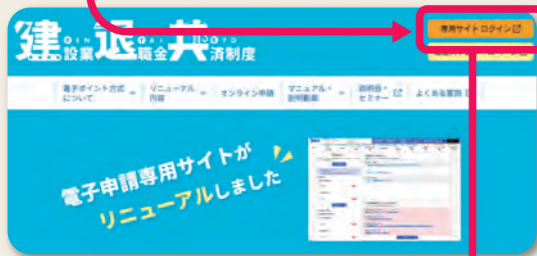 建設業退職金共済制度
専用サイトログイン
電子ポイント方式
について
リニューアル
内容
オンライン申請
マニュアル・
説明動画
説明会・
セミナー
よくある質問
電子申請専用サイトが
リニューアルしました